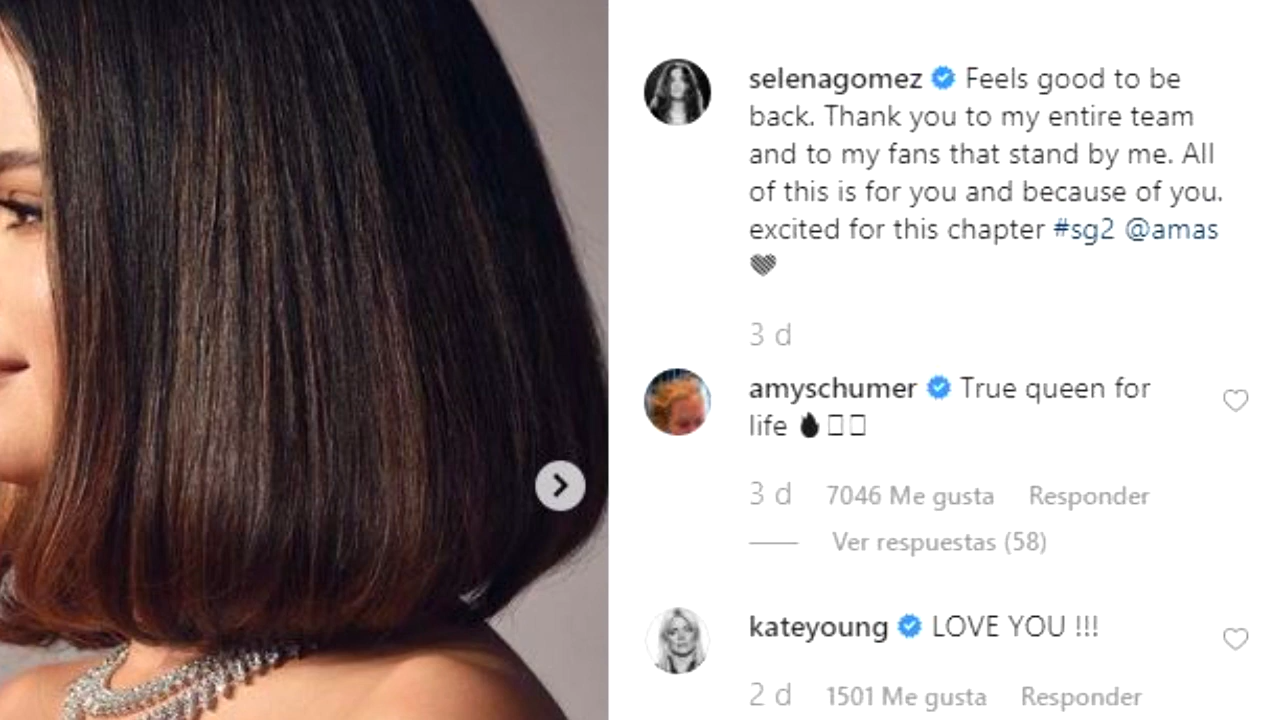 selenagomez Feels good to be
back. Thank you to my entire team
and to my fans that stand by me. All
of this is for you and because of you.
excited for this chapter #sg2 @amas
3 d
amyschumer True queen for
life
3 d 7046 Me gusta Responder
Ver respuestas (58)
kateyoung LOVE YOU !!!
2 d 1501 Me gusta Responder